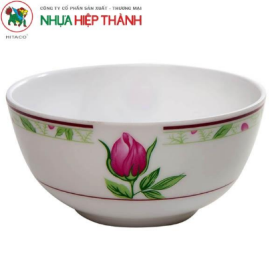 CÔNG TY CỔ PHẦN SẢN XUẤT - THƯƠNG MẠI
NHỰA HIỆP THÀNH
HITACO